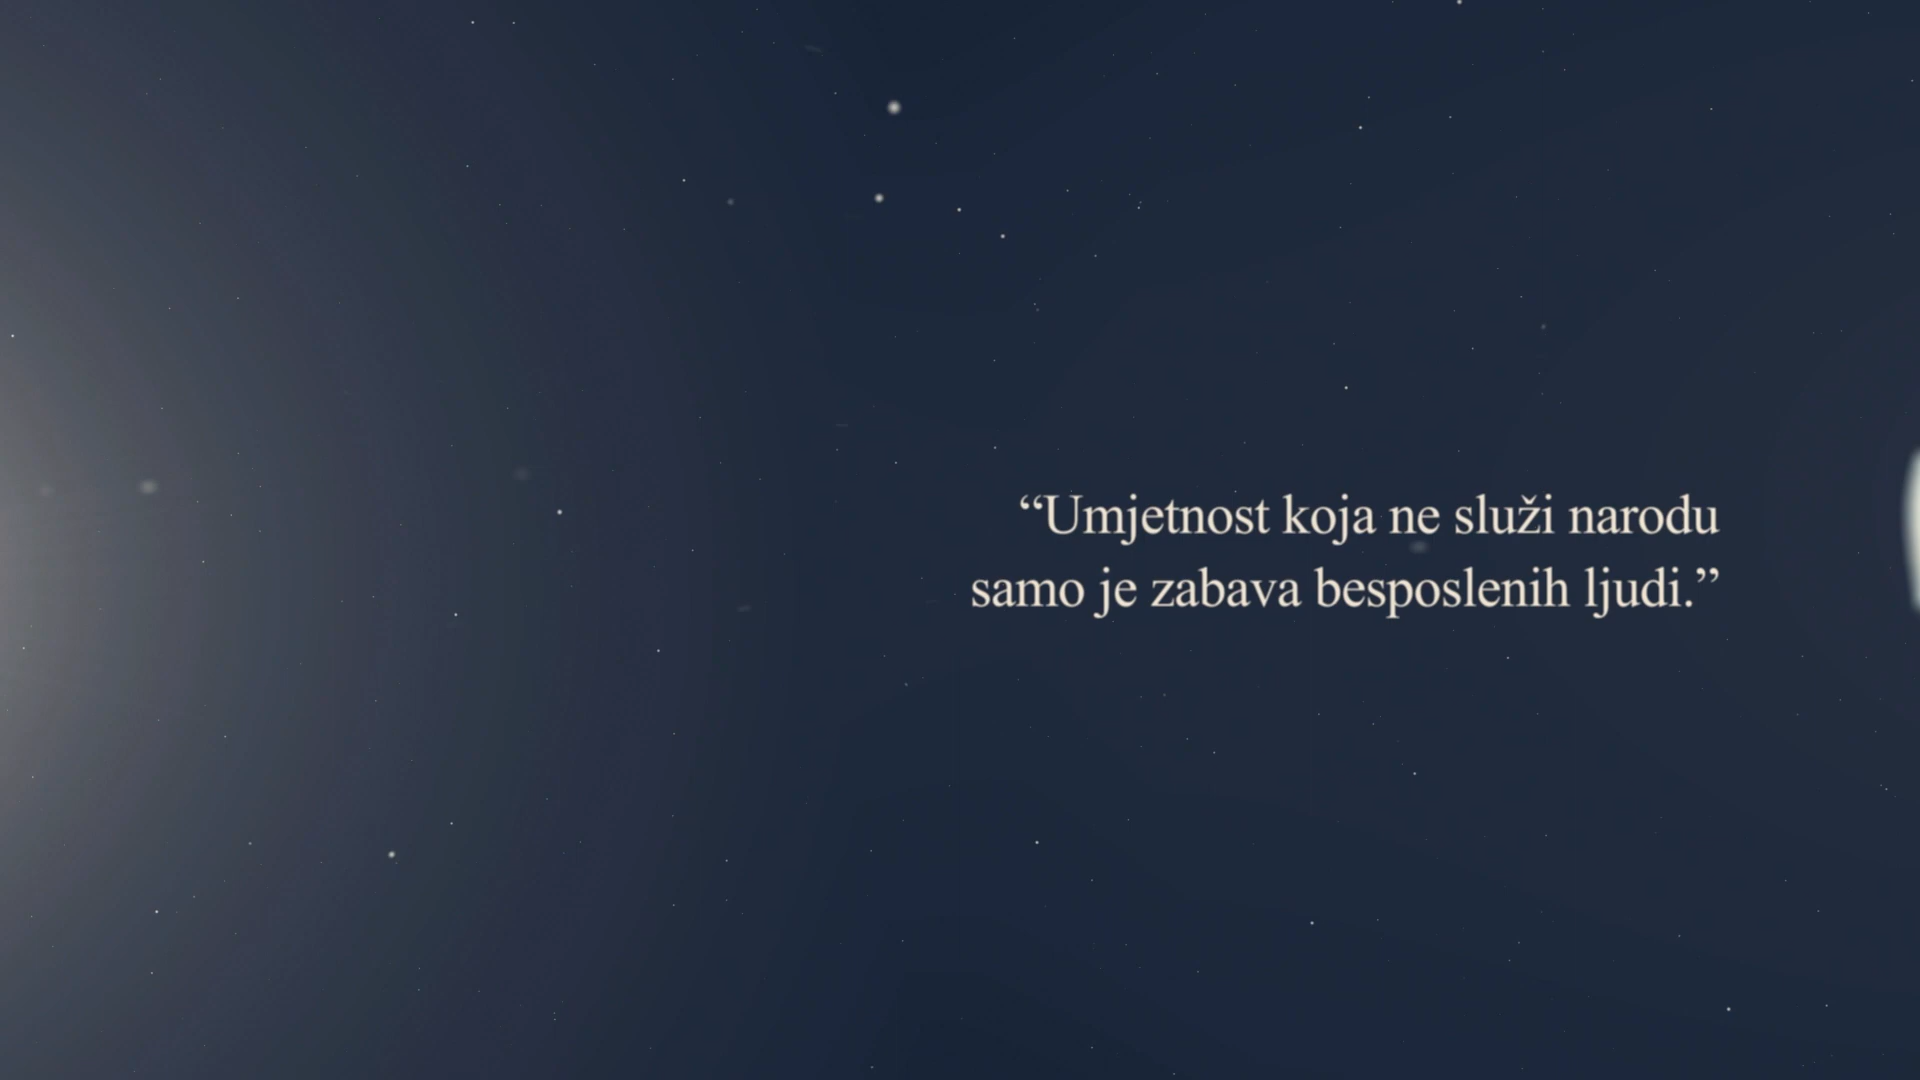 “Umjetnost koja ne služi narodu
samo je zabava besposlenih ljudi.”